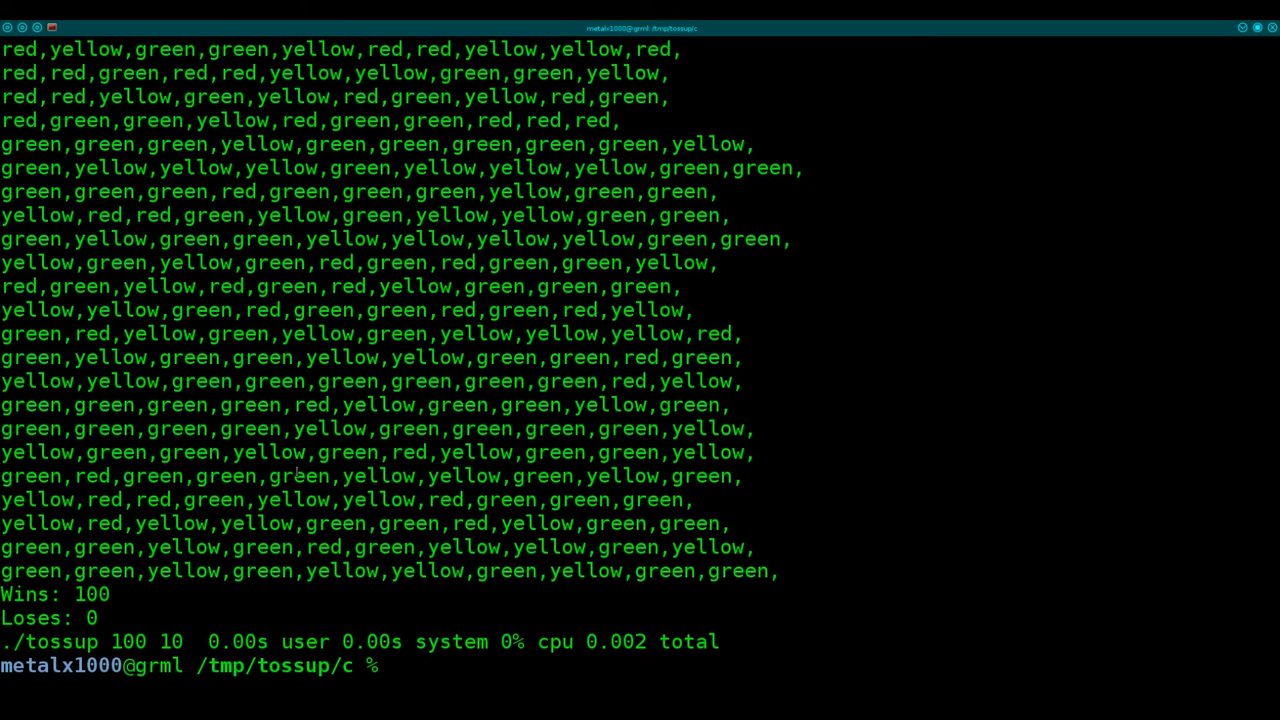 metalx1000@grml: /tmp/tossup/c
red,yellow,green,green,yellow,red,red,yellow,yellow,red,
red,red,green,red,red,yellow,yellow,green,green,yellow,
red,red,yellow,green,yellow,red,green,yellow,red,green,
red,green,green,yellow,red,green,green,red,red,red,
green,green,green,yellow,green,green,green,green,green,yellow,
green,yellow,yellow,yellow,green,yellow,yellow,yellow,green,green,
green,green,green,red,green,green,green,yellow,green,green,
yellow,red,red,green,yellow,green,yellow,yellow,green,green,
green,yellow,green,green,yellow,yellow,yellow,yellow,green,green,
yellow,green,yellow,green,red,green,red,green,green,yellow,
red,green,yellow,red,green,red,yellow,green,green,green,
yellow,yellow,green,red,green,green,red,green,red,yellow,
green,red,yellow,green,yellow,green,yellow,yellow,yellow,red,
green,yellow,green,green,yellow,yellow,green,green,red,green,
yellow,yellow,green,green,green,green,green,green,red,yellow,
green,green,green,green,red,yellow,green,green,yellow,green,
green,green,green,green,yellow,green,green,green,green,yellow,
yellow,green,green,yellow,green,red,yellow,green,green,yellow,
green,red,green,green,green,yellow,yellow,green,yellow,green,
yellow,red,red,green,yellow,yellow,red,green,green,green,
yellow,red,yellow,yellow,green,green,red,yellow,green,green,
green,green,yellow,green,red,green,yellow,yellow,green,yellow,
green,green,yellow,green,yellow,yellow,green,yellow,green,green,
Wins: 100
Loses: 0
./tossup 100 10  0.00s user 0.00s system 0% cpu 0.002 total
metalx1000@grml /tmp/tossup/c %